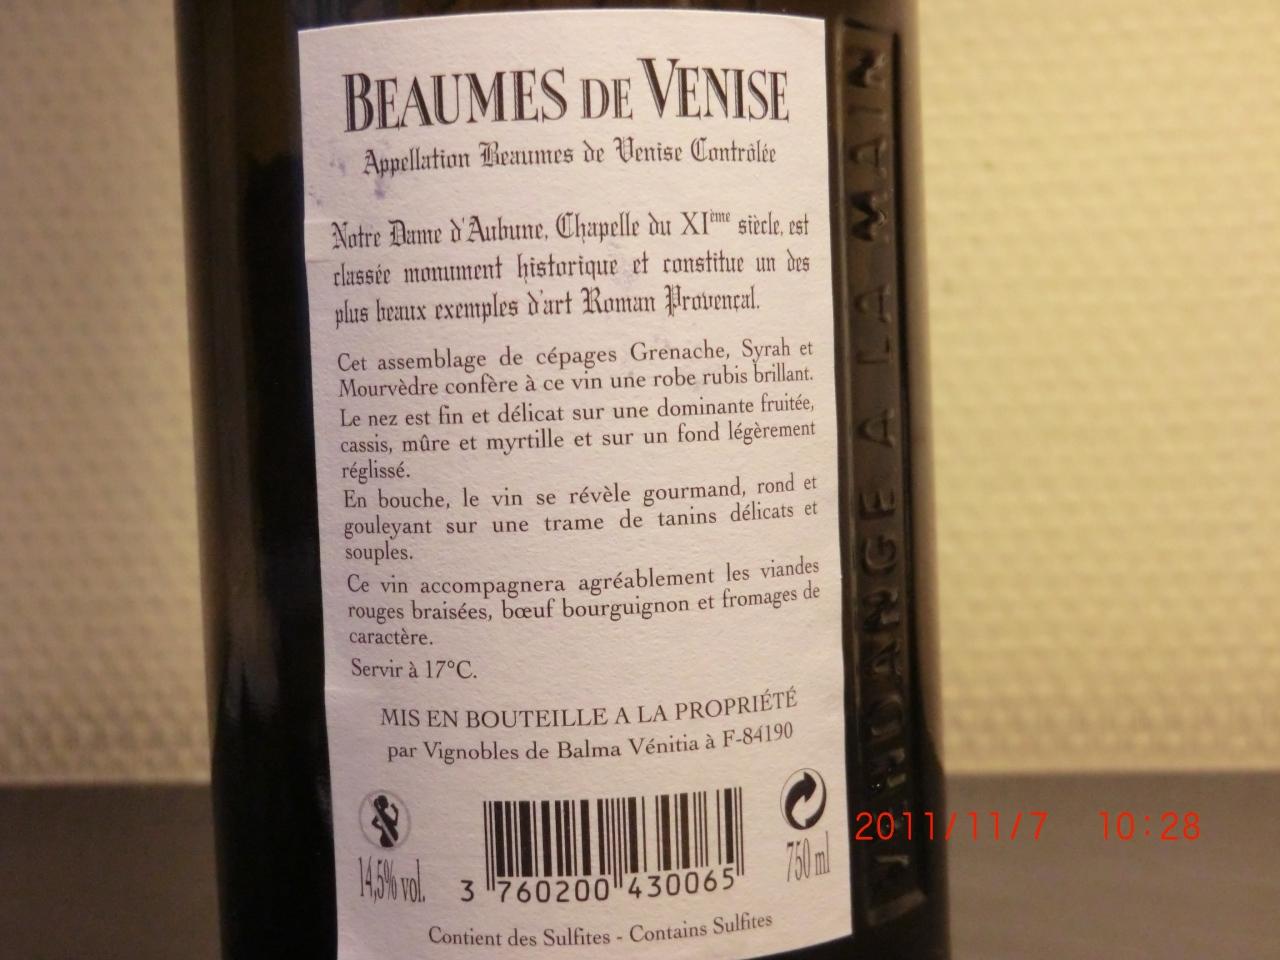 BEAUMES DE VENISE
Appellation Beaumes de Venise Contrôlée
Notre Dame d'Aubune, Chapelle du XIème siècle, est
classée monument historique et constitue un des
plus beaux exemples d'art Roman Provençal.
Cet assemblage de cépages Grenache, Syrah et
Mourvèdre confère à ce vin une robe rubis brillant.
Le nez est fin et délicat sur une dominante fruitée,
cassis, mûre et myrtille et sur un fond légèrement
réglissé.
En bouche, le vin se révèle gourmand, rond et
gouleyant sur une trame de tanins délicats et
souples.
Ce vin accompagnera agréablement les viandes
rouges braisées, bœuf bourguignon et fromages de
caractère.
Servir à 17°C.
MIS EN BOUTEILLE A LA PROPRIÉTÉ
par Vignobles de Balma Vénitia à F-84190
14,5% vol.
3 760200 430065
750 ml
Contient des Sulfites - Contains Sulfites
VENDANGE A LA MAIN
2011/11/7 10:28